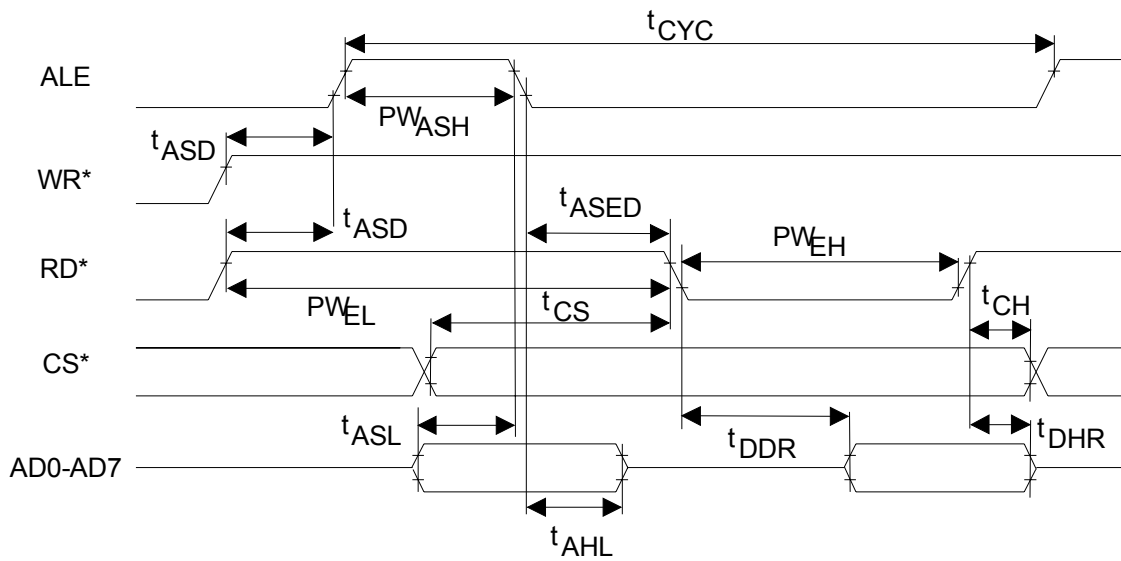 tCYC
ALE
PWASH
tASD
WR*
tASED
tASD
PWEH
RD*
PWEL
tCS
tCH
CS*
tASL
tDDR
tDHR
AD0-AD7
tAHL